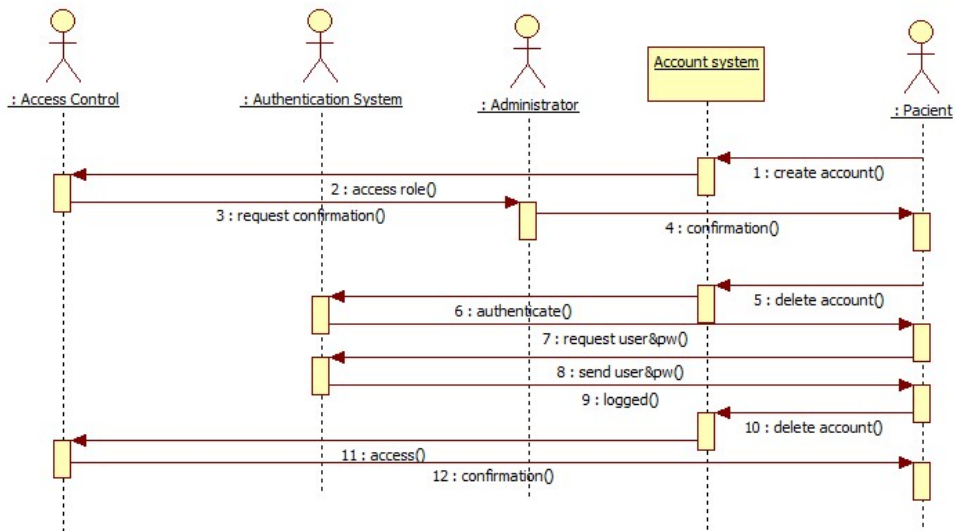 Account system
: Access Control
: Authentication System
: Administrator
: Pacient
1 : create account()
2 : access role()
3 : request confirmation()
4 : confirmation()
5 : delete account()
6 : authenticate()
7 : request user&pw()
8 : send user&pw()
9 : logged()
10 : delete account()
11 : access()
12 : confirmation()